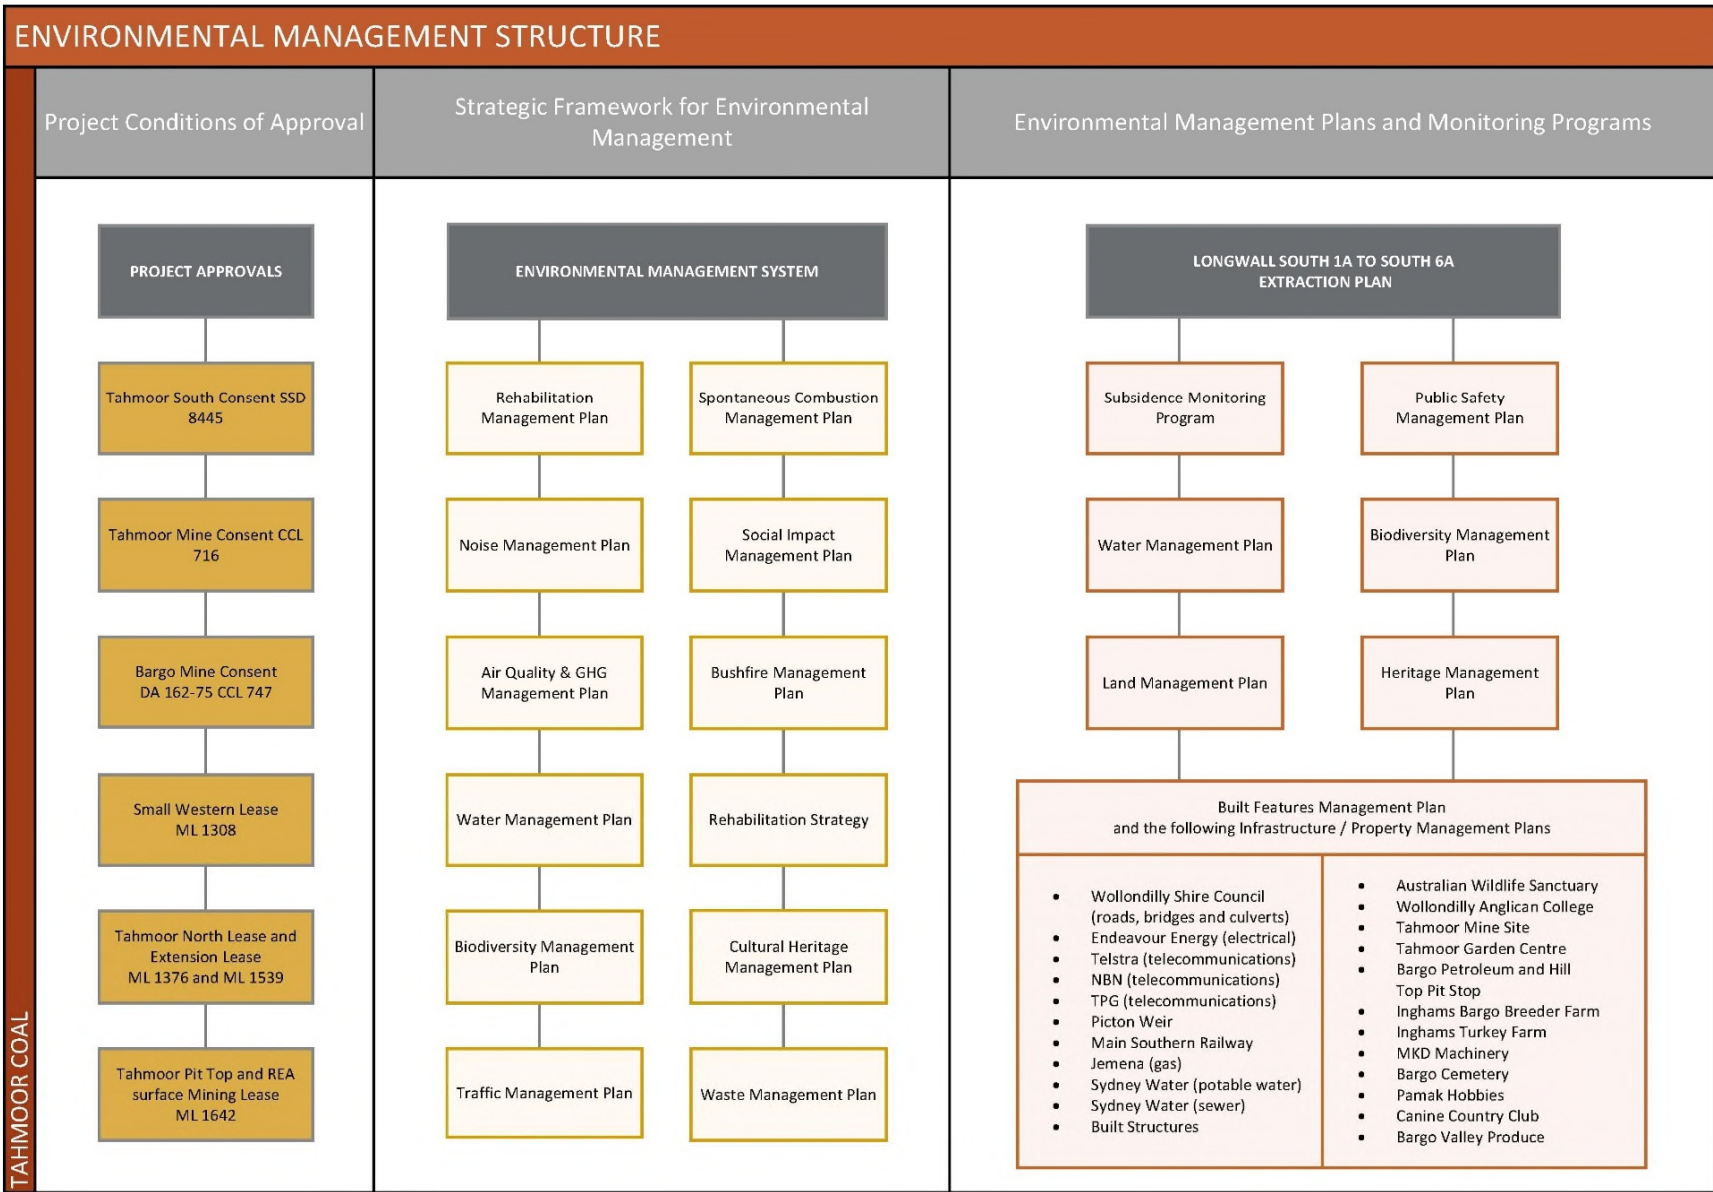 ENVIRONMENTAL MANAGEMENT STRUCTURE
TAHMOOR COAL
Project Conditions of Approval
PROJECT APPROVALS
Tahmoor South Consent SSD
8445
Tahmoor Mine Consent CCL
716
Bargo Mine Consent
DA 162-75 CCL 747
Small Western Lease
ML 1308
Tahmoor North Lease and
Extension Lease
ML 1376 and ML 1539
Tahmoor Pit Top and REA
surface Mining Lease
ML 1642
Strategic Framework for Environmental
Management
ENVIRONMENTAL MANAGEMENT SYSTEM
Rehabilitation
Management Plan
Noise Management Plan
Air Quality & GHG
Management Plan
Water Management Plan
Biodiversity Management
Plan
Traffic Management Plan
Spontaneous Combustion
Management Plan
Social Impact
Management Plan
Bushfire Management
Plan
Rehabilitation Strategy
Cultural Heritage
Management Plan
Waste Management Plan
Environmental Management Plans and Monitoring Programs
LONGWALL SOUTH 1A TO SOUTH 6A
EXTRACTION PLAN
Subsidence Monitoring
Program
Water Management Plan
Land Management Plan
Public Safety
Management Plan
Biodiversity Management
Plan
Heritage Management
Plan
Built Features Management Plan
and the following Infrastructure / Property Management Plans
• Wollondilly Shire Council
(roads, bridges and culverts)
• Endeavour Energy (electrical)
• Telstra (telecommunications)
• NBN (telecommunications)
• TPG (telecommunications)
• Picton Weir
• Main Southern Railway
• Jemena (gas)
• Sydney Water (potable water)
• Sydney Water (sewer)
• Built Structures
• Australian Wildlife Sanctuary
• Wollondilly Anglican College
• Tahmoor Mine Site
• Tahmoor Garden Centre
• Bargo Petroleum and Hill
Top Pit Stop
• Inghams Bargo Breeder Farm
• Inghams Turkey Farm
• MKD Machinery
• Bargo Cemetery
• Pamak Hobbies
• Canine Country Club
• Bargo Valley Produce